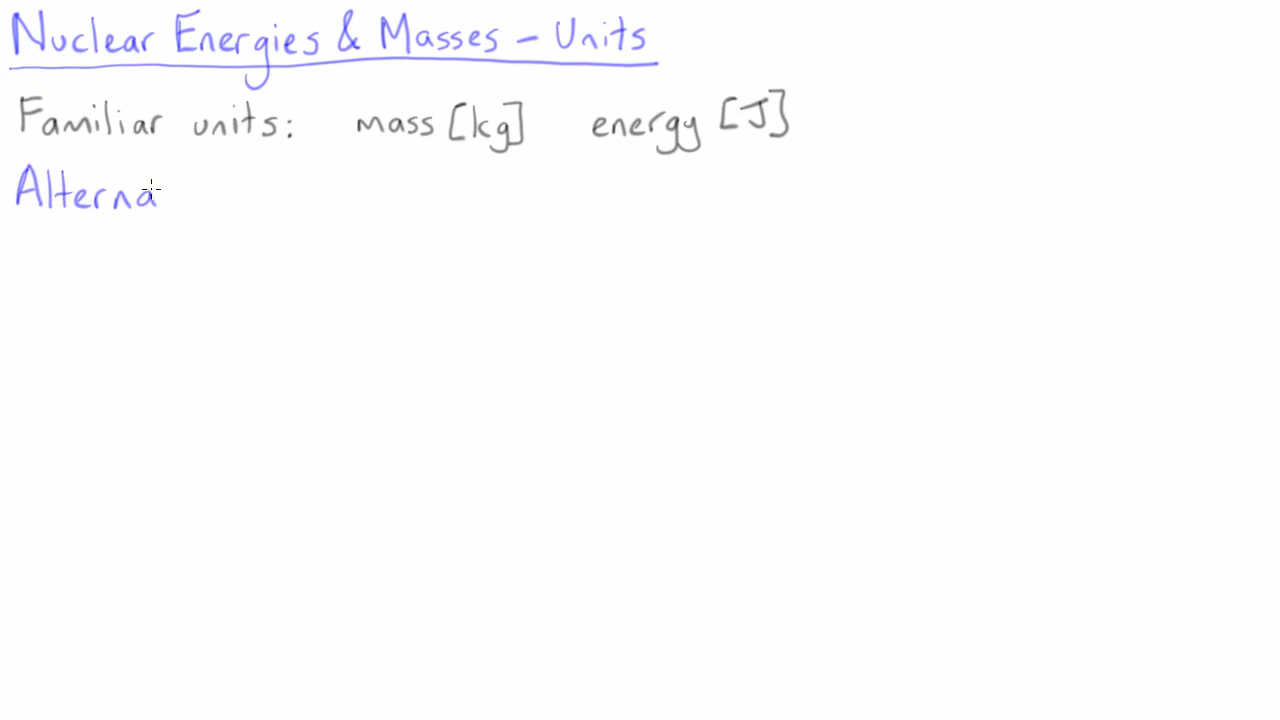 Nuclear Energies & Masses - Units
Familiar units: mass [kg] energy [J]
Alterna